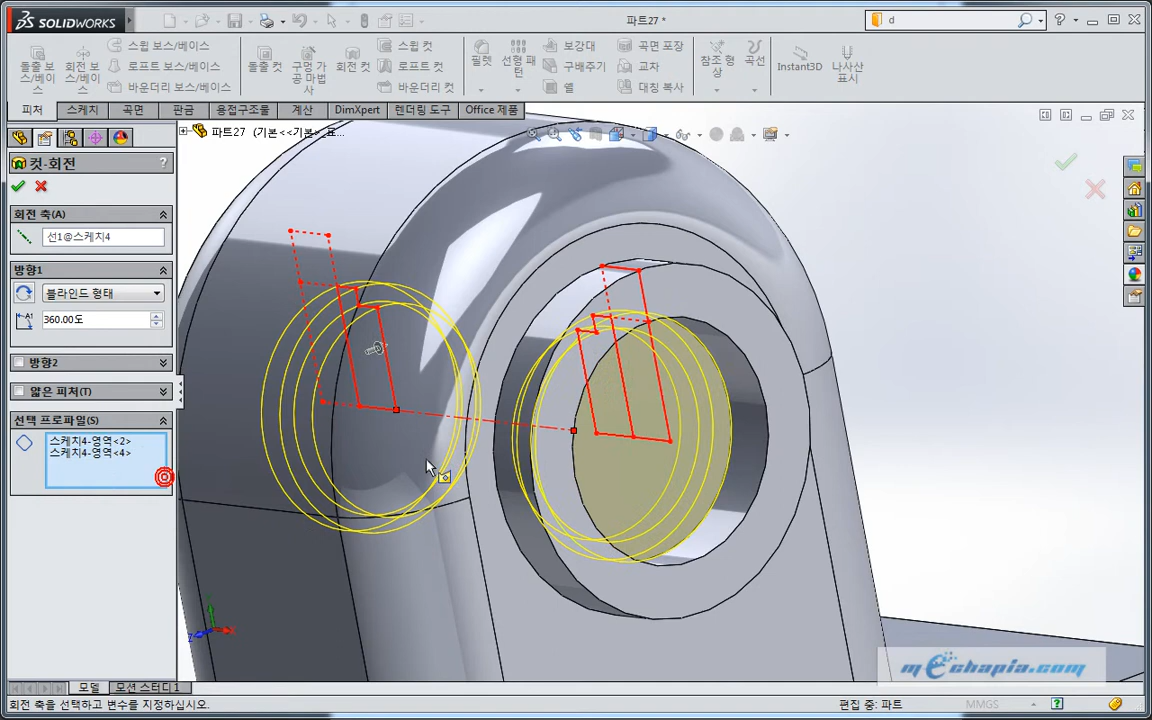 SOLIDWORKS
파트27 *
d
돌출 보스/베이스
회전 보스/베이스
스윕 보스/베이스
로프트 보스/베이스
바운더리 보스/베이스
돌출 컷
구멍 가공 마법사
회전 컷
스윕 컷
로프트 컷
바운더리 컷
필렛
선형 패턴
보강대
구배주기
쉘
곡면 포장
교차
대칭 복사
참조 형상
곡선
Instant3D
나사산 표시
피처
스케치
곡면
판금
용접구조물
계산
DimXpert
렌더링 도구
Office 제품
파트27 (기본<<기본>_표...
컷-회전
?
회전 축(A)
선1@스케치4
방향1
블라인드 형태
360.00도
방향2
얇은 피처(T)
선택 프로파일(S)
스케치4-영역<2>
스케치4-영역<4>
mechapia.com
모델
모션 스터디 1
회전 축을 선택하고 변수를 지정하십시오.
편집 중: 파트
MMGS